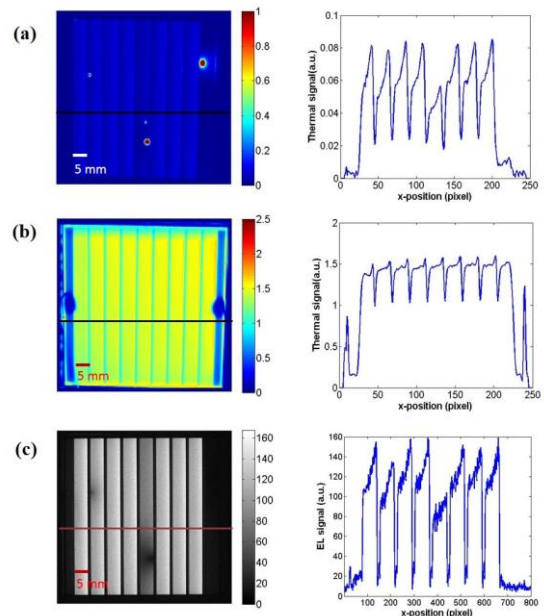 (a)
1
0.8
0.6
0.4
0.2
0
5 mm
Thermal signal(a.u.)
0.1
0.08
0.06
0.04
0.02
0
0 50 100 150 200 250
x-position (pixel)
(b)
2.5
2
1.5
1
0.5
0
5 mm
Thermal signal(a.u.)
2
1.5
1
0.5
0
0 50 100 150 200 250
x-position (pixel)
(c)
160
140
120
100
80
60
40
20
0
5 mm
EL signal (a.u.)
160
140
120
100
80
60
40
20
0
0 100 200 300 400 500 600 700 800
x-position (pixel)